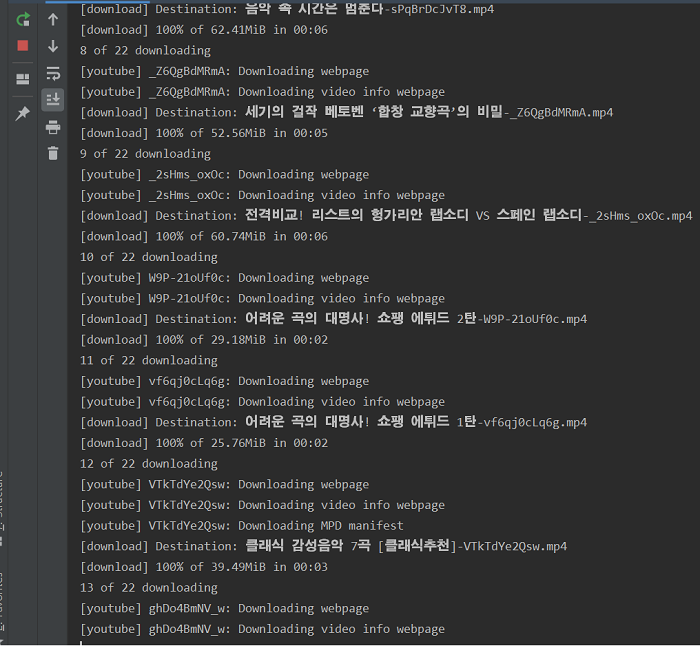 [download] Destination: 음악 속 시간은 멈춘다-sPqBrDcJvT8.mp4
[download] 100% of 62.41MiB in 00:06
8 of 22 downloading
[youtube] _Z6QgBdMRmA: Downloading webpage
[youtube] _Z6QgBdMRmA: Downloading video info webpage
[download] Destination: 세기의 걸작 베토벤 ‘합창 교향곡’의 비밀-_Z6QgBdMRmA.mp4
[download] 100% of 52.56MiB in 00:05
9 of 22 downloading
[youtube] _2sHms_oxOc: Downloading webpage
[youtube] _2sHms_oxOc: Downloading video info webpage
[download] Destination: 전격비교! 리스트의 헝가리안 랩소디 VS 스페인 랩소디-_2sHms_oxOc.mp4
[download] 100% of 60.74MiB in 00:06
10 of 22 downloading
[youtube] W9P-21oUf0c: Downloading webpage
[youtube] W9P-21oUf0c: Downloading video info webpage
[download] Destination: 어려운 곡의 대명사! 쇼팽 에튀드 2탄-W9P-21oUf0c.mp4
[download] 100% of 29.18MiB in 00:02
11 of 22 downloading
[youtube] vf6qj0cLq6g: Downloading webpage
[youtube] vf6qj0cLq6g: Downloading video info webpage
[download] Destination: 어려운 곡의 대명사! 쇼팽 에튀드 1탄-vf6qj0cLq6g.mp4
[download] 100% of 25.76MiB in 00:02
12 of 22 downloading
[youtube] VTkTdYe2Qsw: Downloading webpage
[youtube] VTkTdYe2Qsw: Downloading video info webpage
[youtube] VTkTdYe2Qsw: Downloading MPD manifest
[download] Destination: 클래식 감성음악 7곡 [클래식추천]-VTkTdYe2Qsw.mp4
[download] 100% of 39.49MiB in 00:03
13 of 22 downloading
[youtube] ghDo4BmNV_w: Downloading webpage
[youtube] ghDo4BmNV_w: Downloading video info webpage